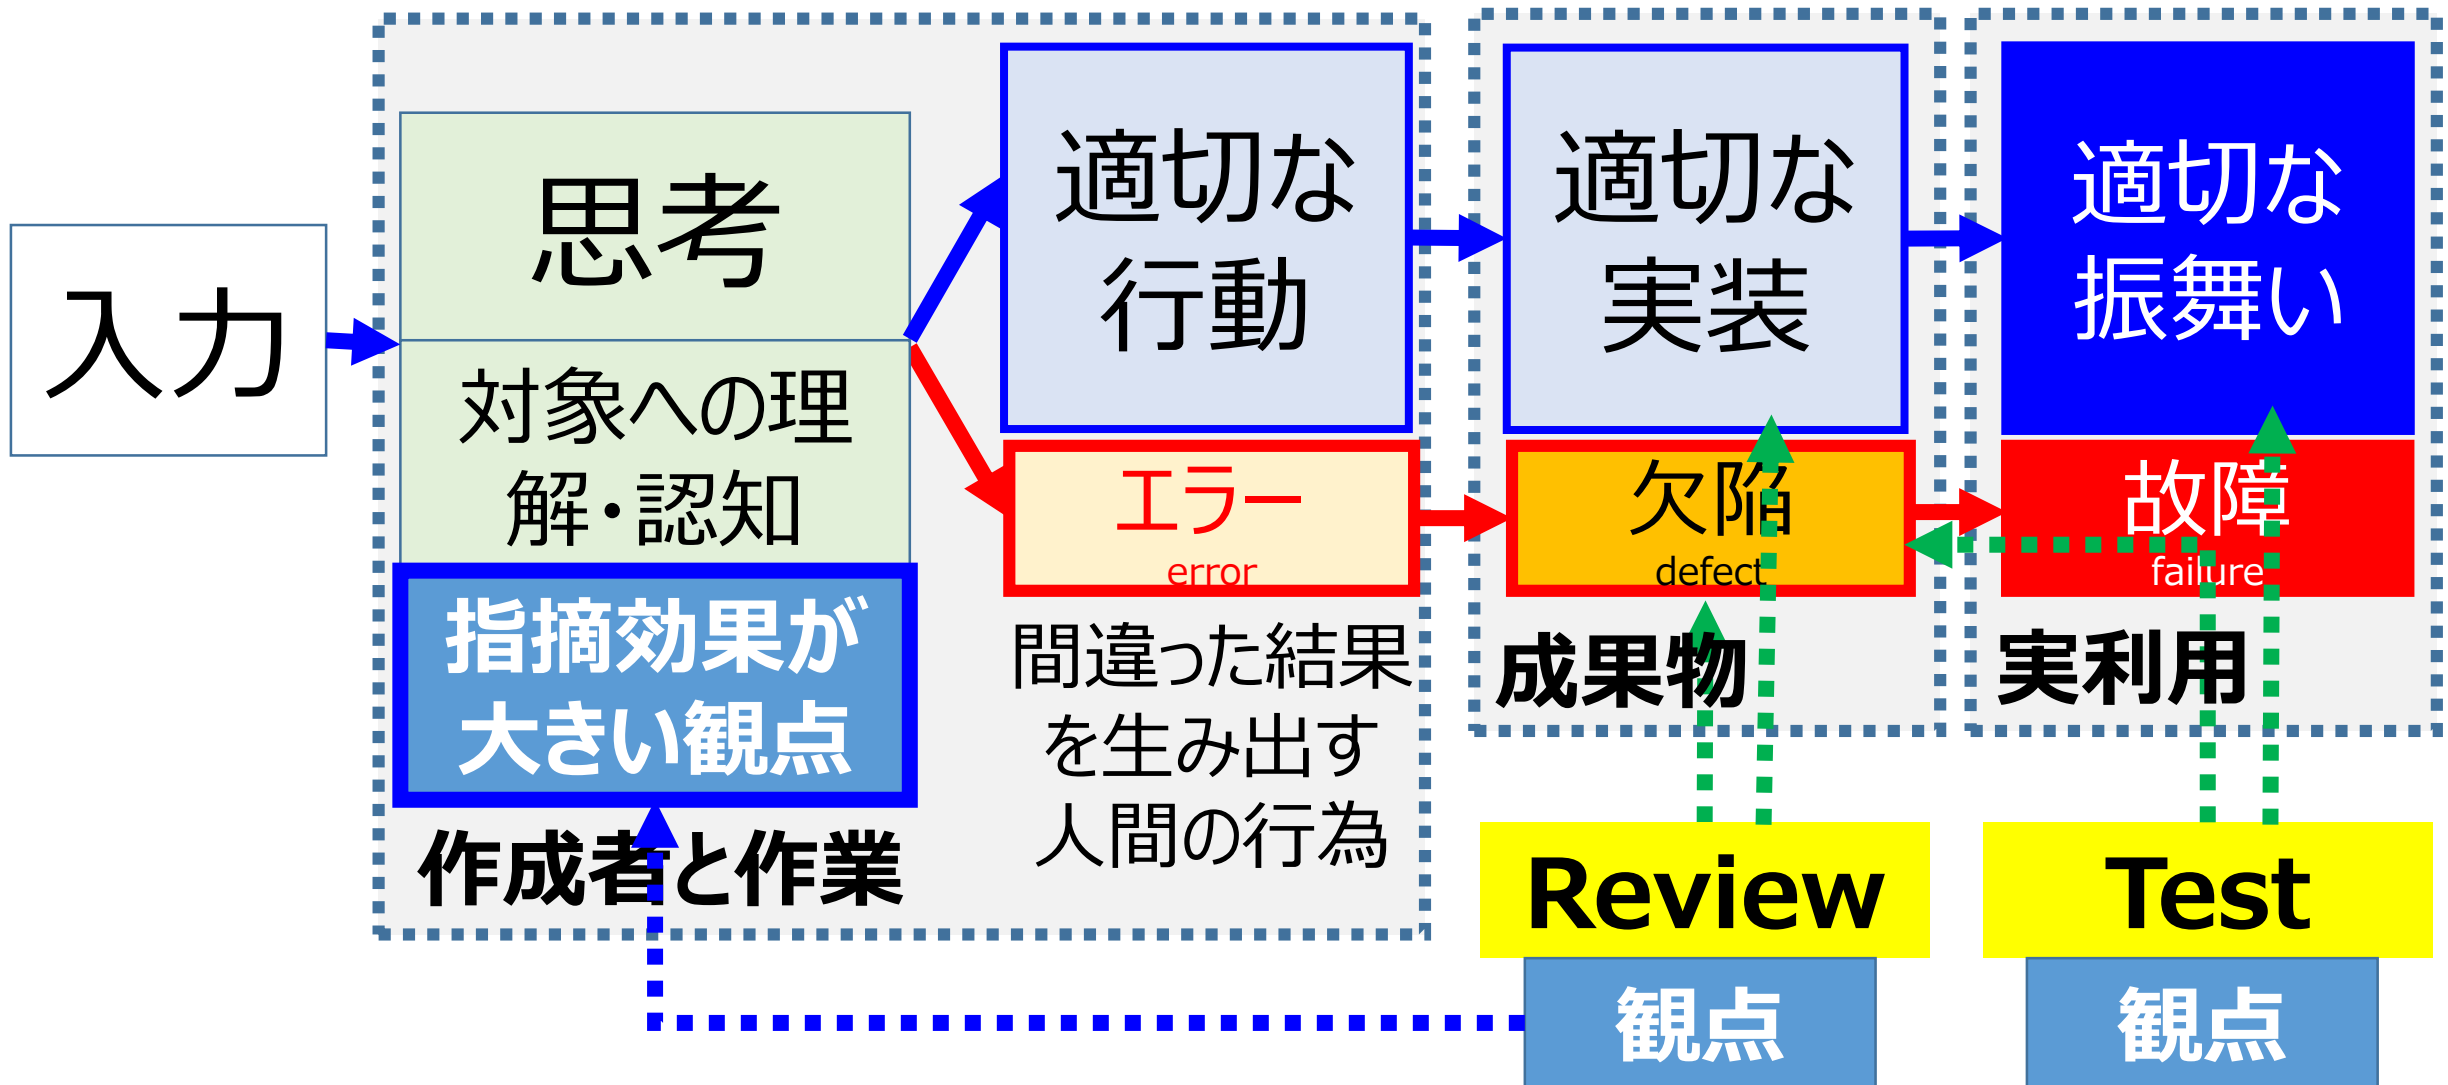 入力
思考
対象への理
解・認知
指摘効果が
大きい観点
作成者と作業
適切な
行動
エラー
error
間違った結果
を生み出す
人間の行為
適切な
実装
欠陥
defect
成果物
適切な
振舞い
故障
failure
実利用
Review
観点
Test
観点